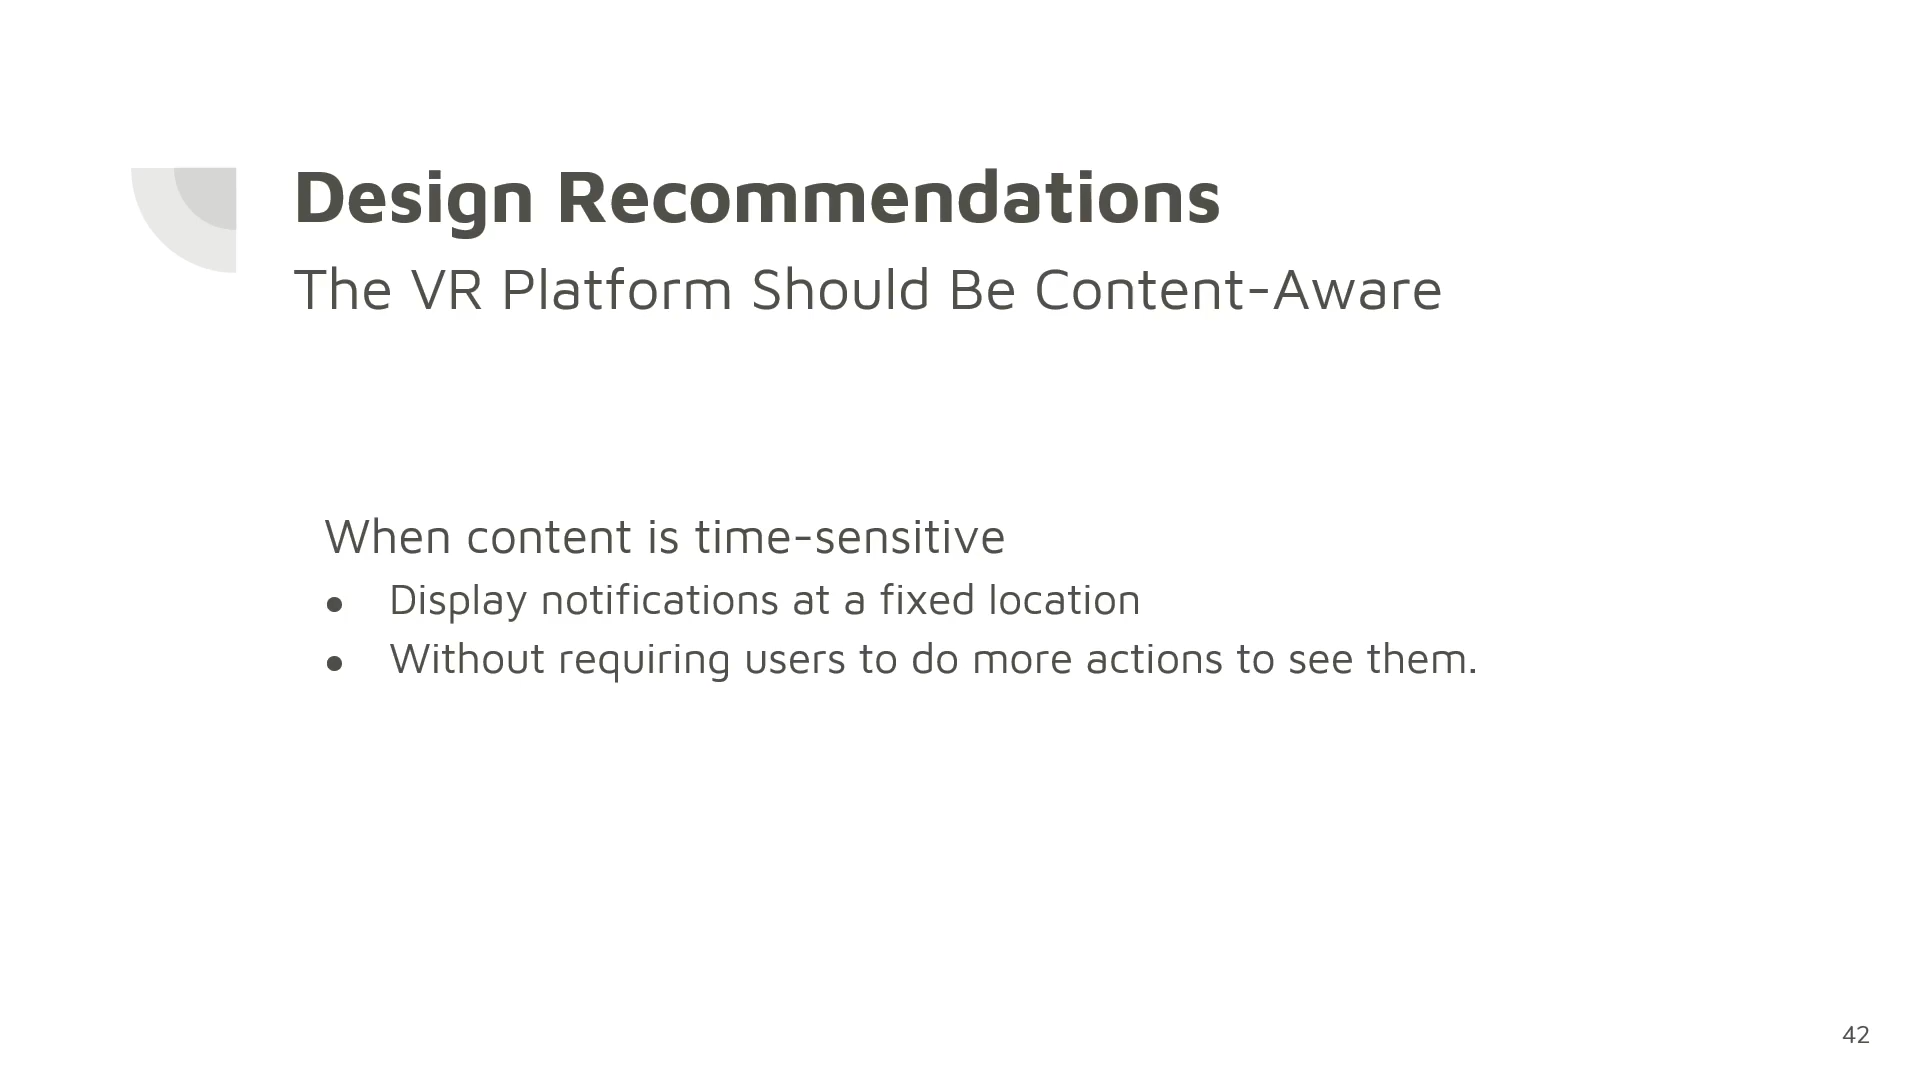 Design Recommendations
The VR Platform Should Be Content-Aware
When content is time-sensitive
● Display notifications at a fixed location
● Without requiring users to do more actions to see them.
42